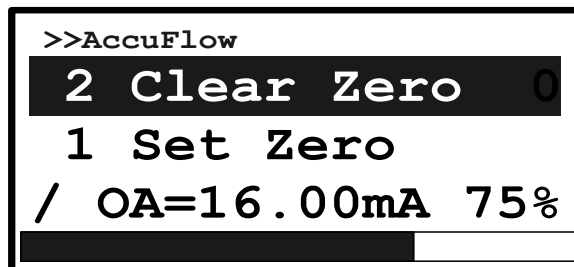 >>AccuFlow
2 Clear Zero 0
1 Set Zero
/ OA=16.00mA 75%